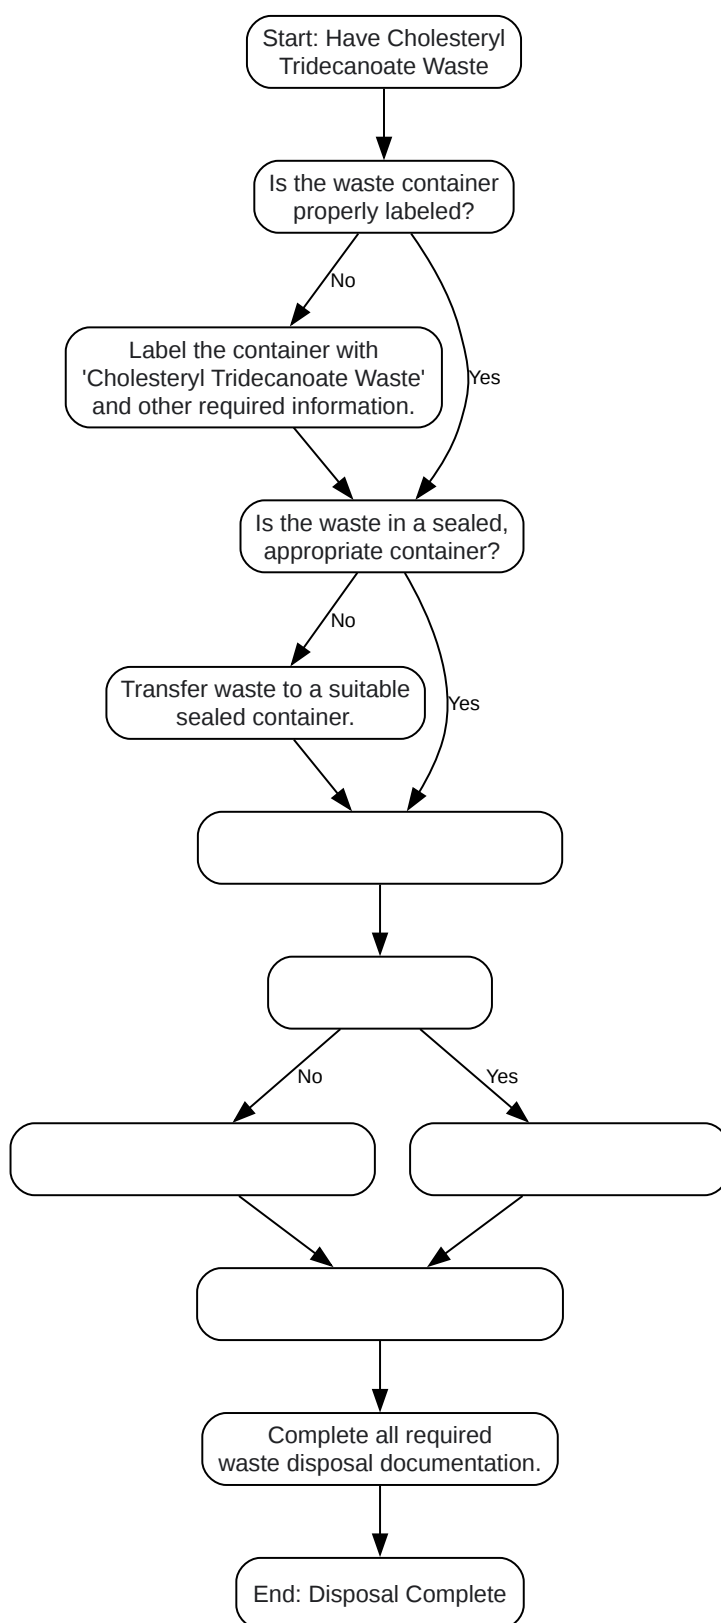 Start: Have Cholesteryl
Tridecanoate Waste
Is the waste container
properly labeled?
No
Label the container with
'Cholesteryl Tridecanoate Waste'
and other required information.
Yes
Is the waste in a sealed,
appropriate container?
No
Transfer waste to a suitable
sealed container.
Yes
No
Yes
Complete all required
waste disposal documentation.
End: Disposal Complete